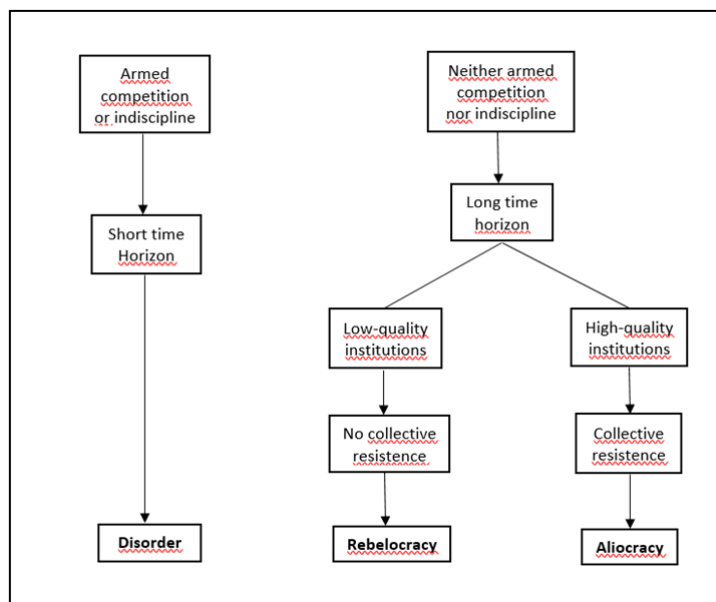 Armed
competition
or indiscipline
Neither armed
competition
nor indiscipline
Short time
Horizon
Long time
horizon
Low-quality
institutions
High-quality
institutions
No collective
resistence
Collective
resistence
Disorder
Rebelocracy
Aliocracy